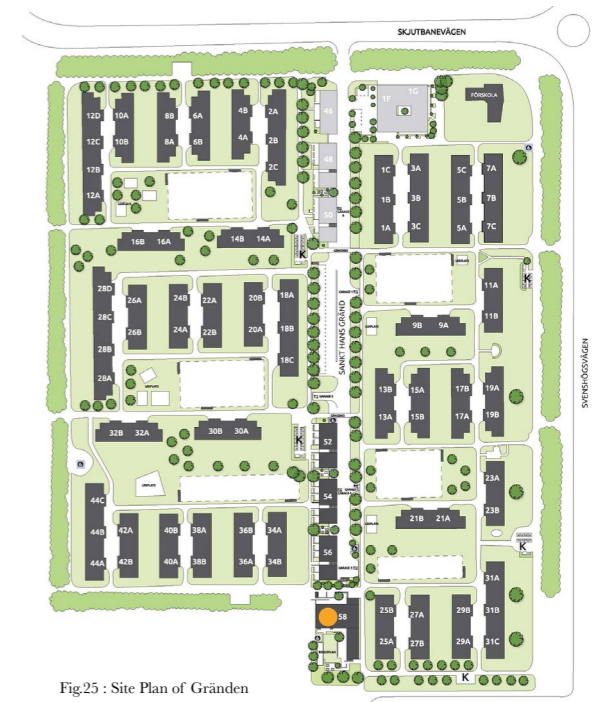 SKJUTBANEVÄGEN
12D
12C
12B
12A
10A
10B
8B
8A
6A
6B
4B
4A
2A
2B
2C
46
48
50
1F
1G
FÖRSKOLA
1C
1B
1A
3A
3B
3C
5C
5B
5A
7A
7B
7C
16B 16A
14B 14A
K
28D
28C
28B
28A
26A
26B
24B
24A
22A
22B
20B
20A
18A
18B
18C
SANKT HANS GRÄND
LEKPLATS
11A
11B
K
9B 9A
13B
13A
15A
15B
17B
17A
19A
19B
SVENSHÖGSVÄGEN
32B 32A
30B 30A
K
LEKPLATS
52
54
56
58
44C
44B
44A
42A
42B
40B
40A
38A
38B
36B
36A
34A
34B
23A
23B
21B 21A
K
25B
25A
27A
27B
29B
29A
31A
31B
31C
K
Fig.25 : Site Plan of Gränden